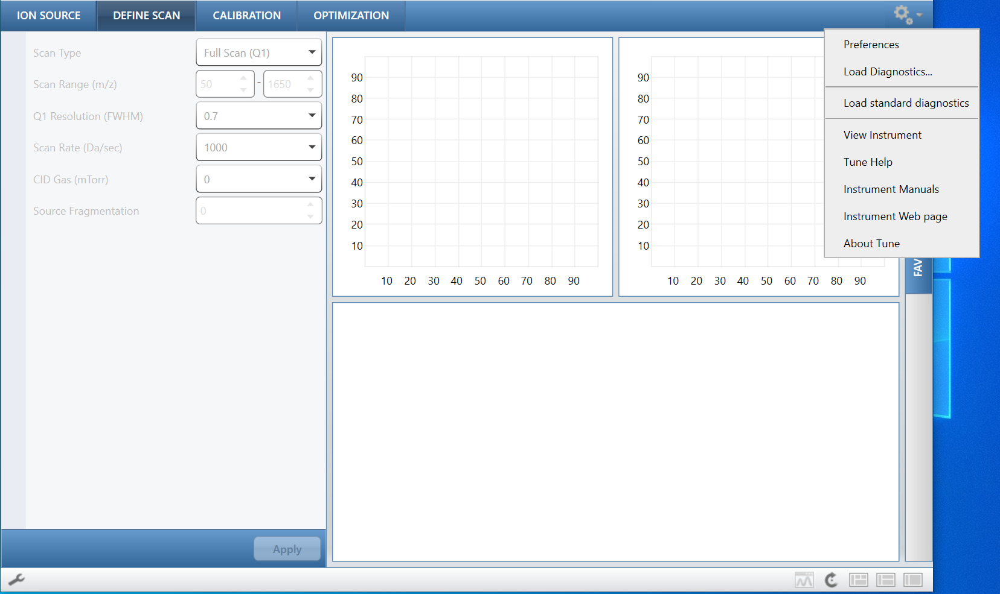 ION SOURCE
DEFINE SCAN
CALIBRATION
OPTIMIZATION
Scan Type
Full Scan (Q1)
Scan Range (m/z)
50 - 1650
Q1 Resolution (FWHM)
0.7
Scan Rate (Da/sec)
1000
CID Gas (mTorr)
0
Source Fragmentation
0
Apply
90
80
70
60
50
40
30
20
10
10 20 30 40 50 60 70 80 90
90
80
70
60
50
40
30
20
10
10 20 30 40 50 60 70 80 90
Preferences
Load Diagnostics...
Load standard diagnostics
View Instrument
Tune Help
Instrument Manuals
Instrument Web page
About Tune
FAV